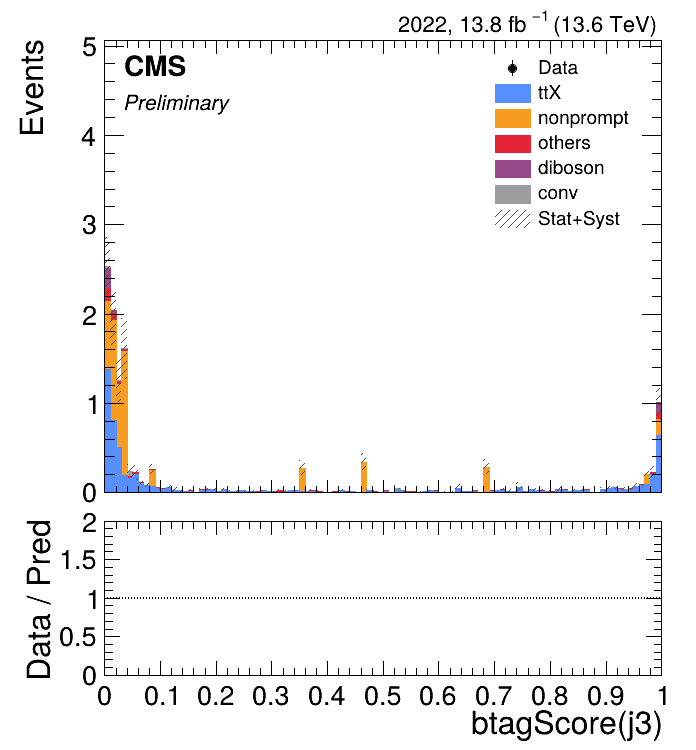 2022, 13.8 fb⁻¹ (13.6 TeV)
CMS
Preliminary
Data
ttX
nonprompt
others
diboson
conv
Stat+Syst
Events
5
4
3
2
1
0
Data / Pred
2
1.5
1
0.5
0
0 0.1 0.2 0.3 0.4 0.5 0.6 0.7 0.8 0.9 1
btagScore(j3)